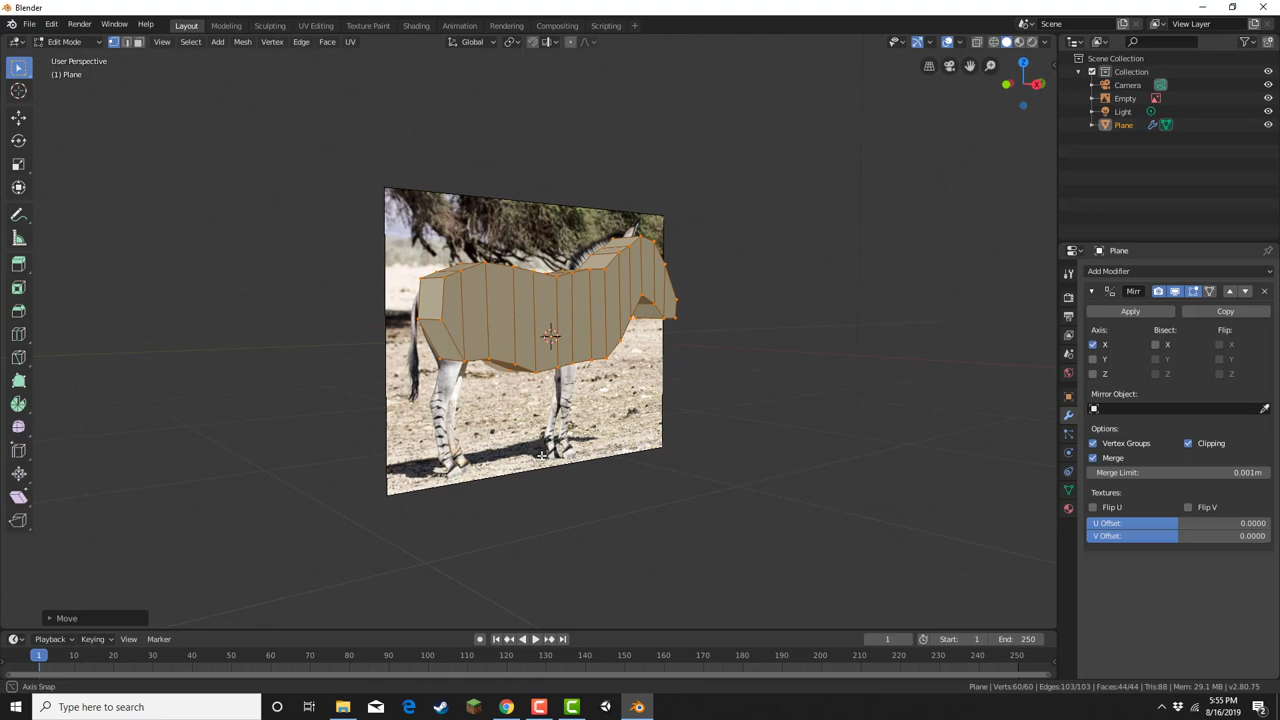 Blender
File Edit Render Window Help
Layout Modeling Sculpting UV Editing Texture Paint Shading Animation Rendering Compositing Scripting +
Scene
View Layer
Edit Mode View Select Add Mesh Vertex Edge Face UV
Global
User Perspective
(1) Plane
Z
X
Scene Collection
Collection
Camera
Empty
Light
Plane
Plane
Add Modifier
Mirr
Apply
Copy
Axis:
Bisect:
Flip:
X
X
X
Y
Y
Y
Z
Z
Z
Mirror Object:
Options:
Vertex Groups
Clipping
Merge
Merge Limit: 0.001m
Textures:
Flip U
Flip V
U Offset: 0.0000
V Offset: 0.0000
Move
Playback Keying View Marker
1
Start: 1
End: 250
1 10 20 30 40 50 60 70 80 90 100 110 120 130 140 150 160 170 180 190 200 210 220 230 240 250
Axis Snap
Plane | Verts:60/60 | Edges:103/103 | Faces:44/44 | Tris:88 | Mem: 29.1 MB | v2.80.75
Type here to search
5:55 PM
8/16/2019
2